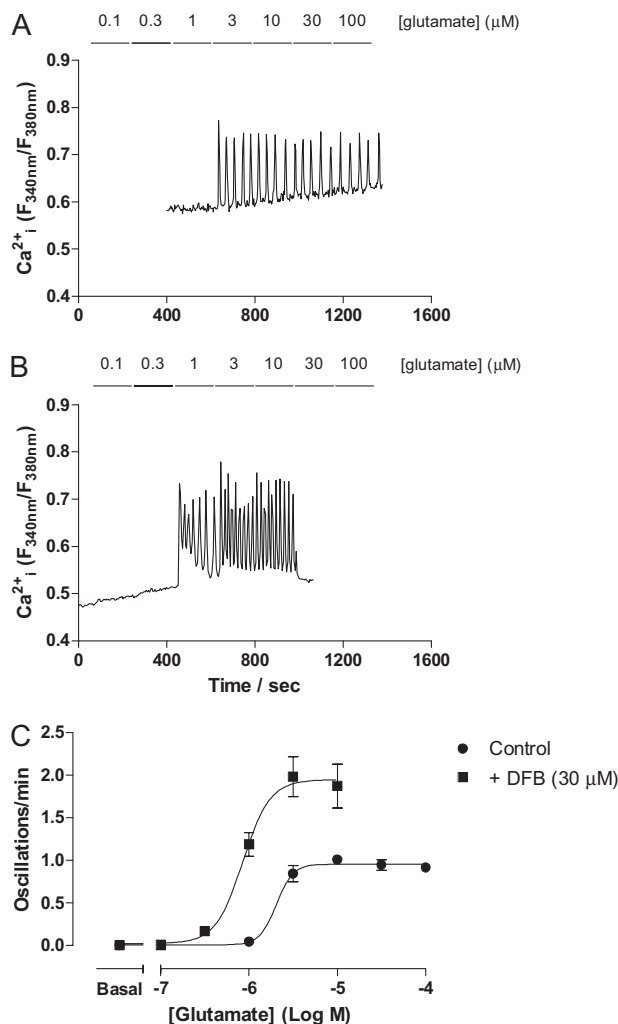 A
0.1 0.3 1 3 10 30 100 [glutamate] (μM)
0.9
0.8
0.7
0.6
0.5
0.4
Ca²⁺ᵢ (F₃₄₀ₙₘ/F₃₈₀ₙₘ)
0 400 800 1200 1600
B
0.1 0.3 1 3 10 30 100 [glutamate] (μM)
0.9
0.8
0.7
0.6
0.5
0.4
Ca²⁺ᵢ (F₃₄₀ₙₘ/F₃₈₀ₙₘ)
0 400 800 1200 1600
Time / sec
C
2.5
2.0
1.5
1.0
0.5
0.0
Oscillations/min
Control
+ DFB (30 μM)
Basal -7 -6 -5 -4
[Glutamate] (Log M)